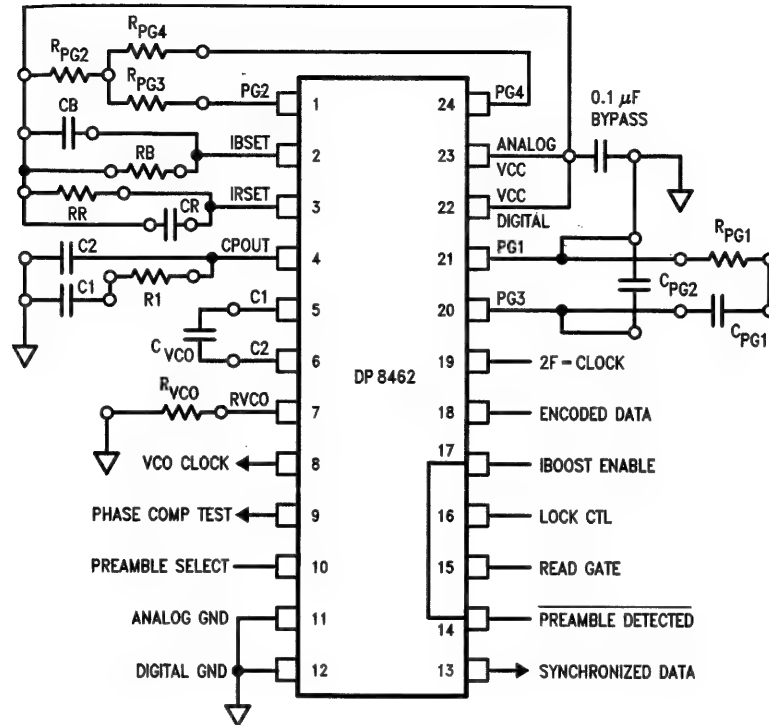 R_PG4
R_PG2
R_PG3
PG2
1
24
PG4
0.1 μF
BYPASS
CB
IBSET
2
23
ANALOG
VCC
RB
RR
CR
IRSET
3
22
VCC
DIGITAL
C2
CPOUT
4
21
PG1
R_PG1
C1
R1
C_PG2
C1
5
20
PG3
C_PG1
C_VCO
C2
6
DP8462
19
2F-CLOCK
R_VCO
RVCO
7
18
ENCODED DATA
VCO CLOCK
8
17
IBOOST ENABLE
PHASE COMP TEST
9
16
LOCK CTL
PREAMBLE SELECT
10
15
READ GATE
ANALOG GND
11
14
PREAMBLE DETECTED
DIGITAL GND
12
13
SYNCHRONIZED DATA